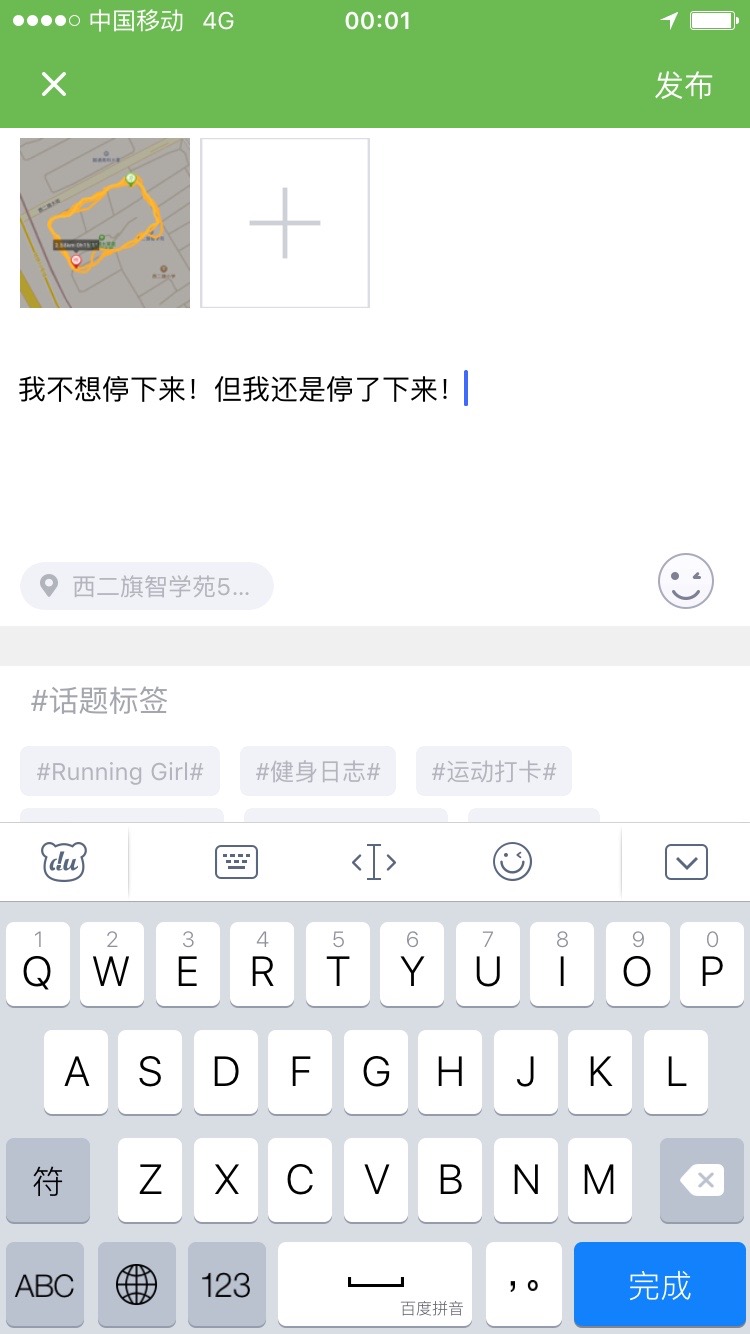 中国移动 4G 00:01
发布
我不想停下来！但我还是停了下来！
西二旗智学苑5...
#话题标签
#Running Girl# #健身日志# #运动打卡#
du
1 2 3 4 5 6 7 8 9 0
Q W E R T Y U I O P
A S D F G H J K L
符 Z X C V B N M
ABC 123 百度拼音 ，。 完成